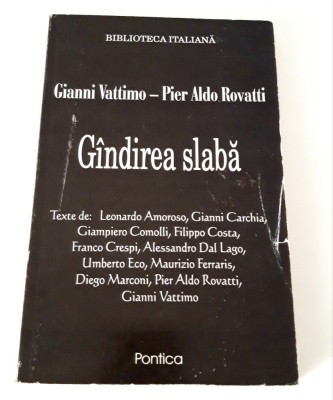 BIBLIOTECA ITALIANĂ
Gianni Vattimo – Pier Aldo Rovatti
Gîndirea slabă
Texte de: Leonardo Amoroso, Gianni Carchia,
Giampiero Comolli, Filippo Costa,
Franco Crespi, Alessandro Dal Lago,
Umberto Eco, Maurizio Ferraris,
Diego Marconi, Pier Aldo Rovatti,
Gianni Vattimo
Pontica